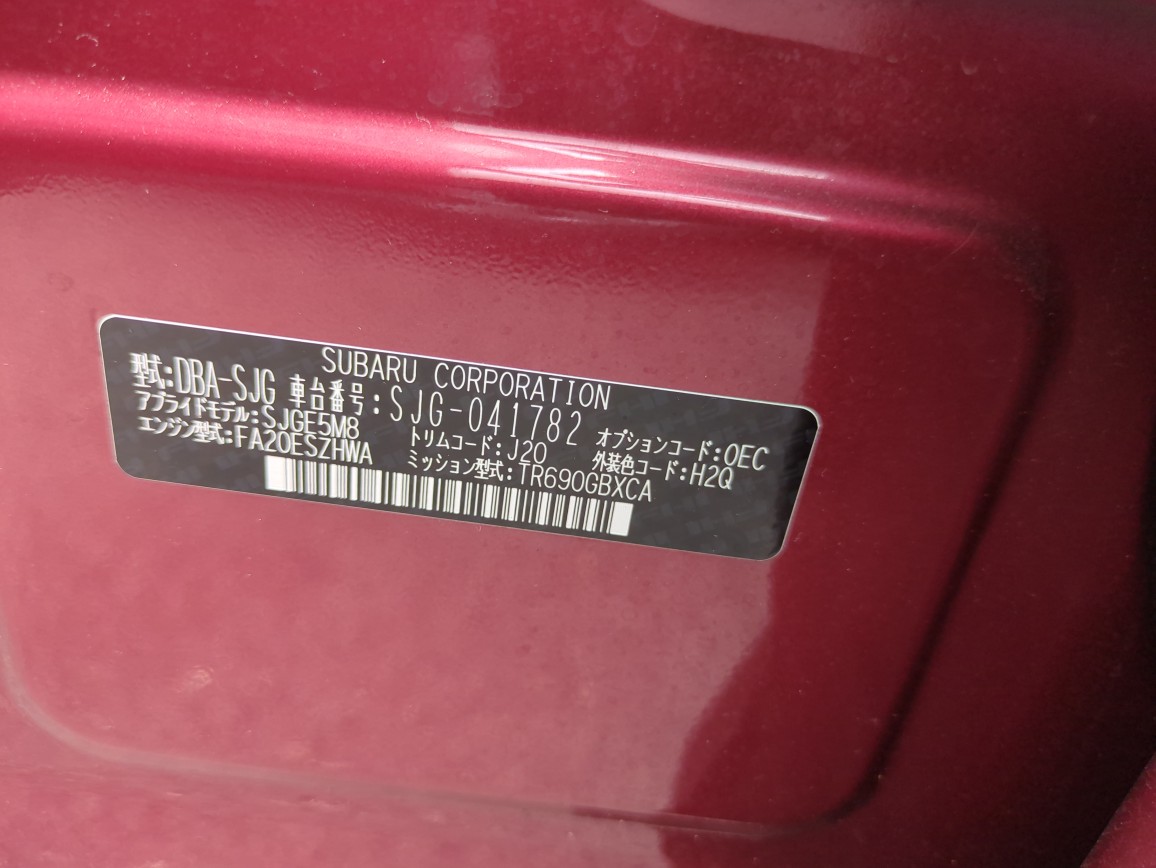 SUBARU CORPORATION
型式:DBA-SJG 車台番号:SJG-041782
アプライドモデル:SJGE5M8 トリムコード:J20 オプションコード:OEC
エンジン型式:FA20ESZHWA ミッション型式:TR690GBXCA 外装色コード:H2Q